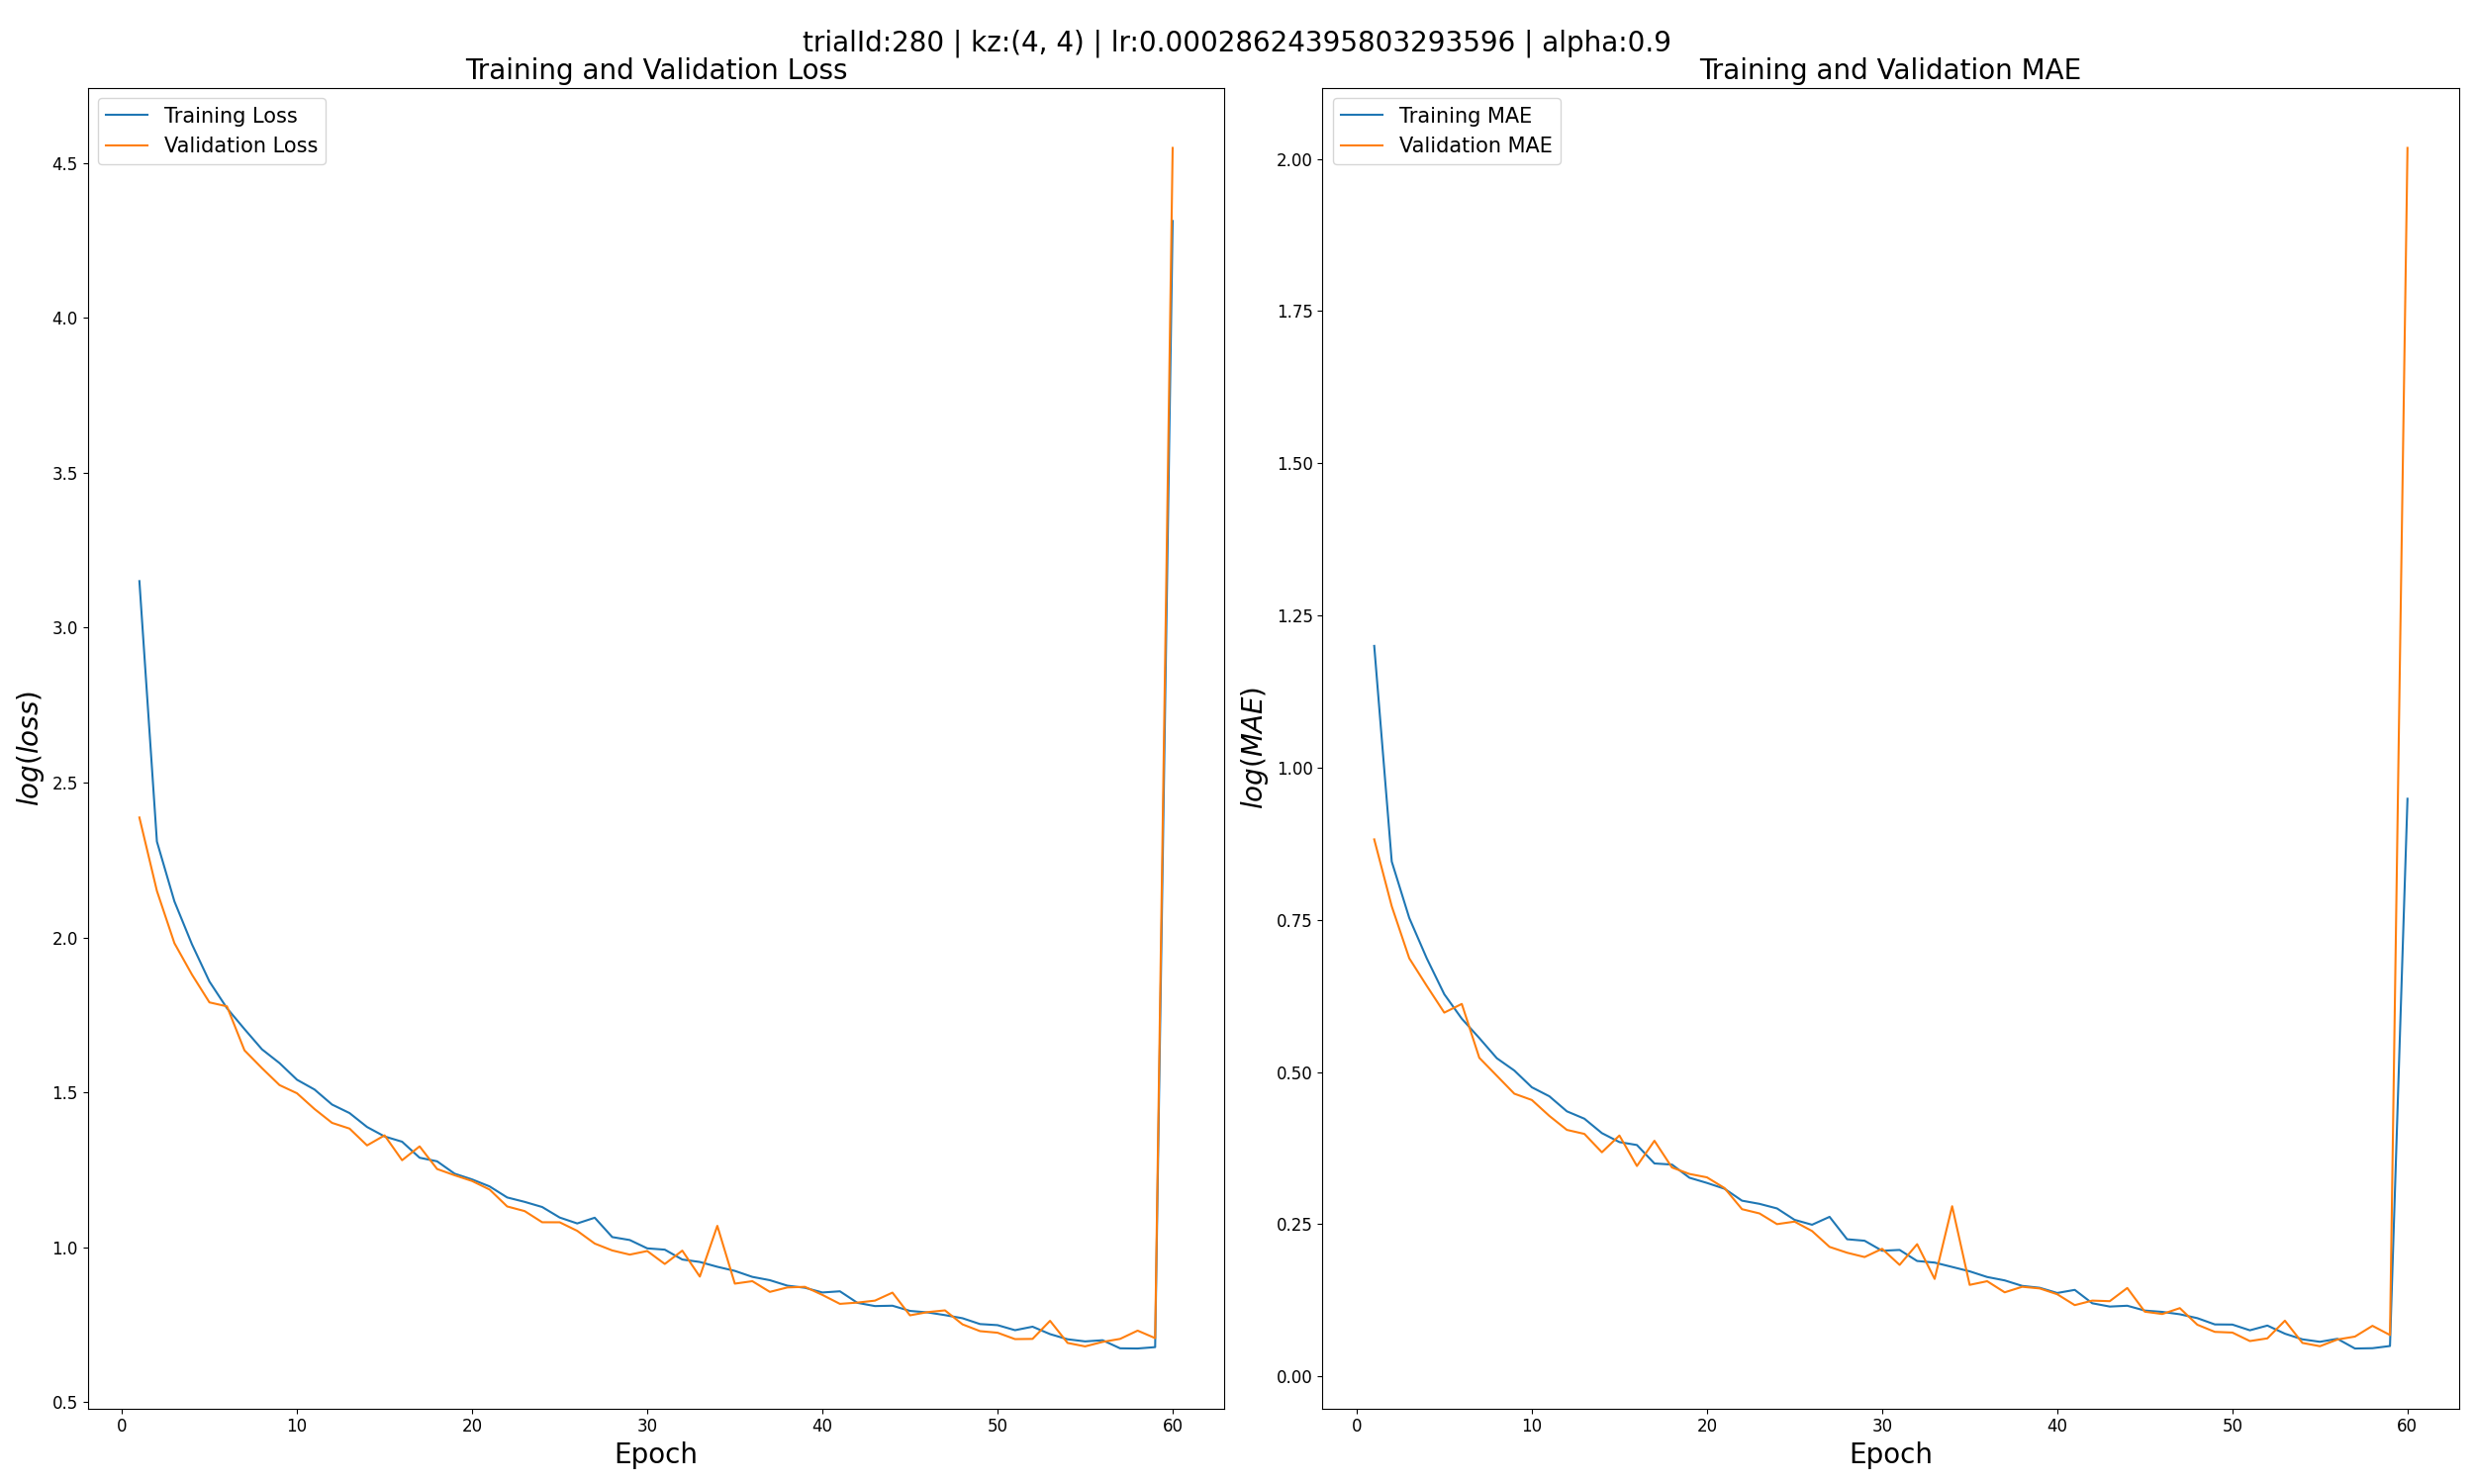 trialId:280 | kz:(4, 4) | lr:0.00028624395803293596 | alpha:0.9
Training and Validation Loss
Training Loss
Validation Loss
4.5
4.0
3.5
3.0
2.5
2.0
1.5
1.0
0.5
log(loss)
0 10 20 30 40 50 60
Epoch
Training and Validation MAE
Training MAE
Validation MAE
2.00
1.75
1.50
1.25
1.00
0.75
0.50
0.25
0.00
log(MAE)
0 10 20 30 40 50 60
Epoch